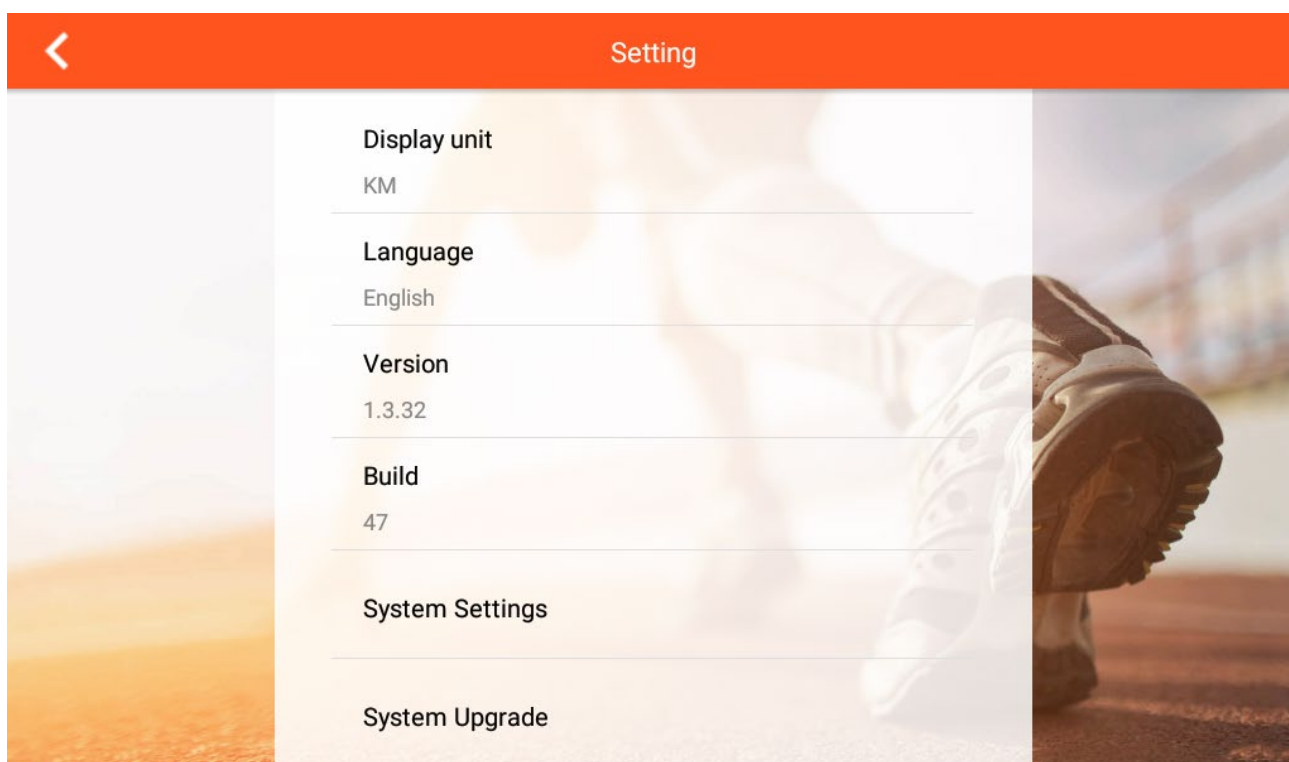 Setting
Display unit
KM
Language
English
Version
1.3.32
Build
47
System Settings
System Upgrade